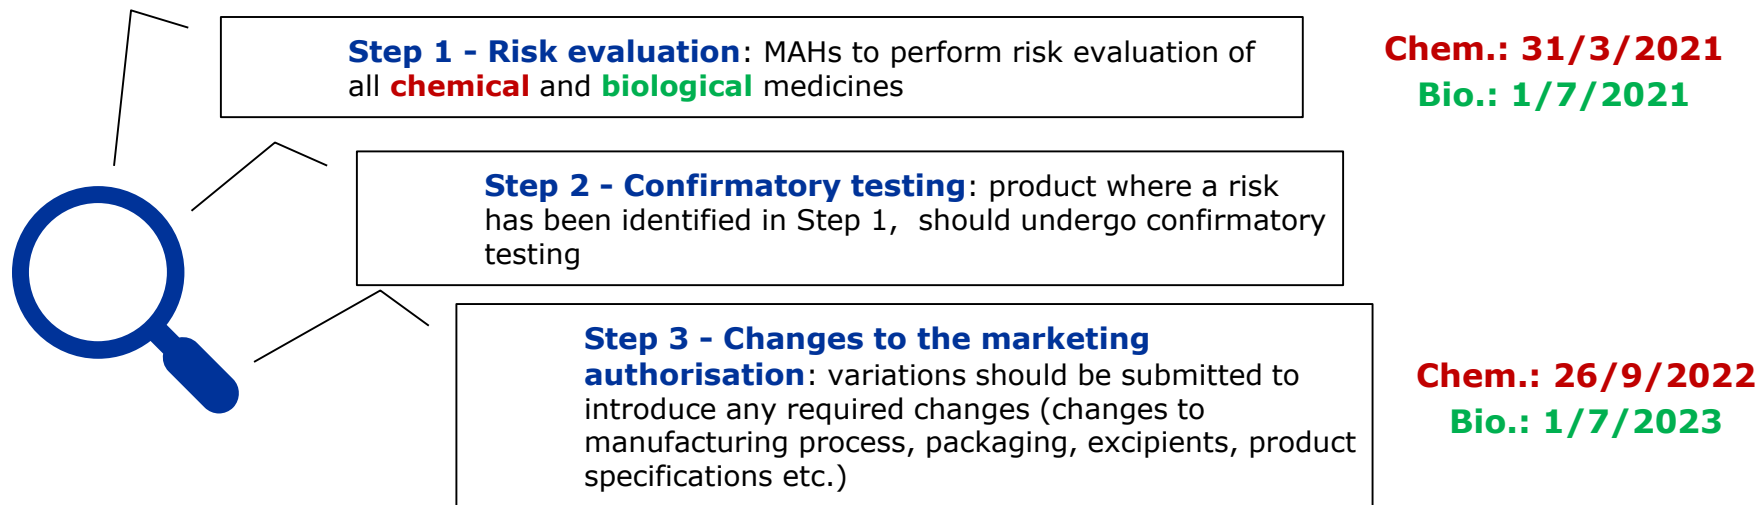 Step 1 - Risk evaluation: MAHs to perform risk evaluation of
all chemical and biological medicines
Chem.: 31/3/2021
Bio.: 1/7/2021
Step 2 - Confirmatory testing: product where a risk
has been identified in Step 1,  should undergo confirmatory
testing
Step 3 - Changes to the marketing
authorisation: variations should be submitted to
introduce any required changes (changes to
manufacturing process, packaging, excipients, product
specifications etc.)
Chem.: 26/9/2022
Bio.: 1/7/2023